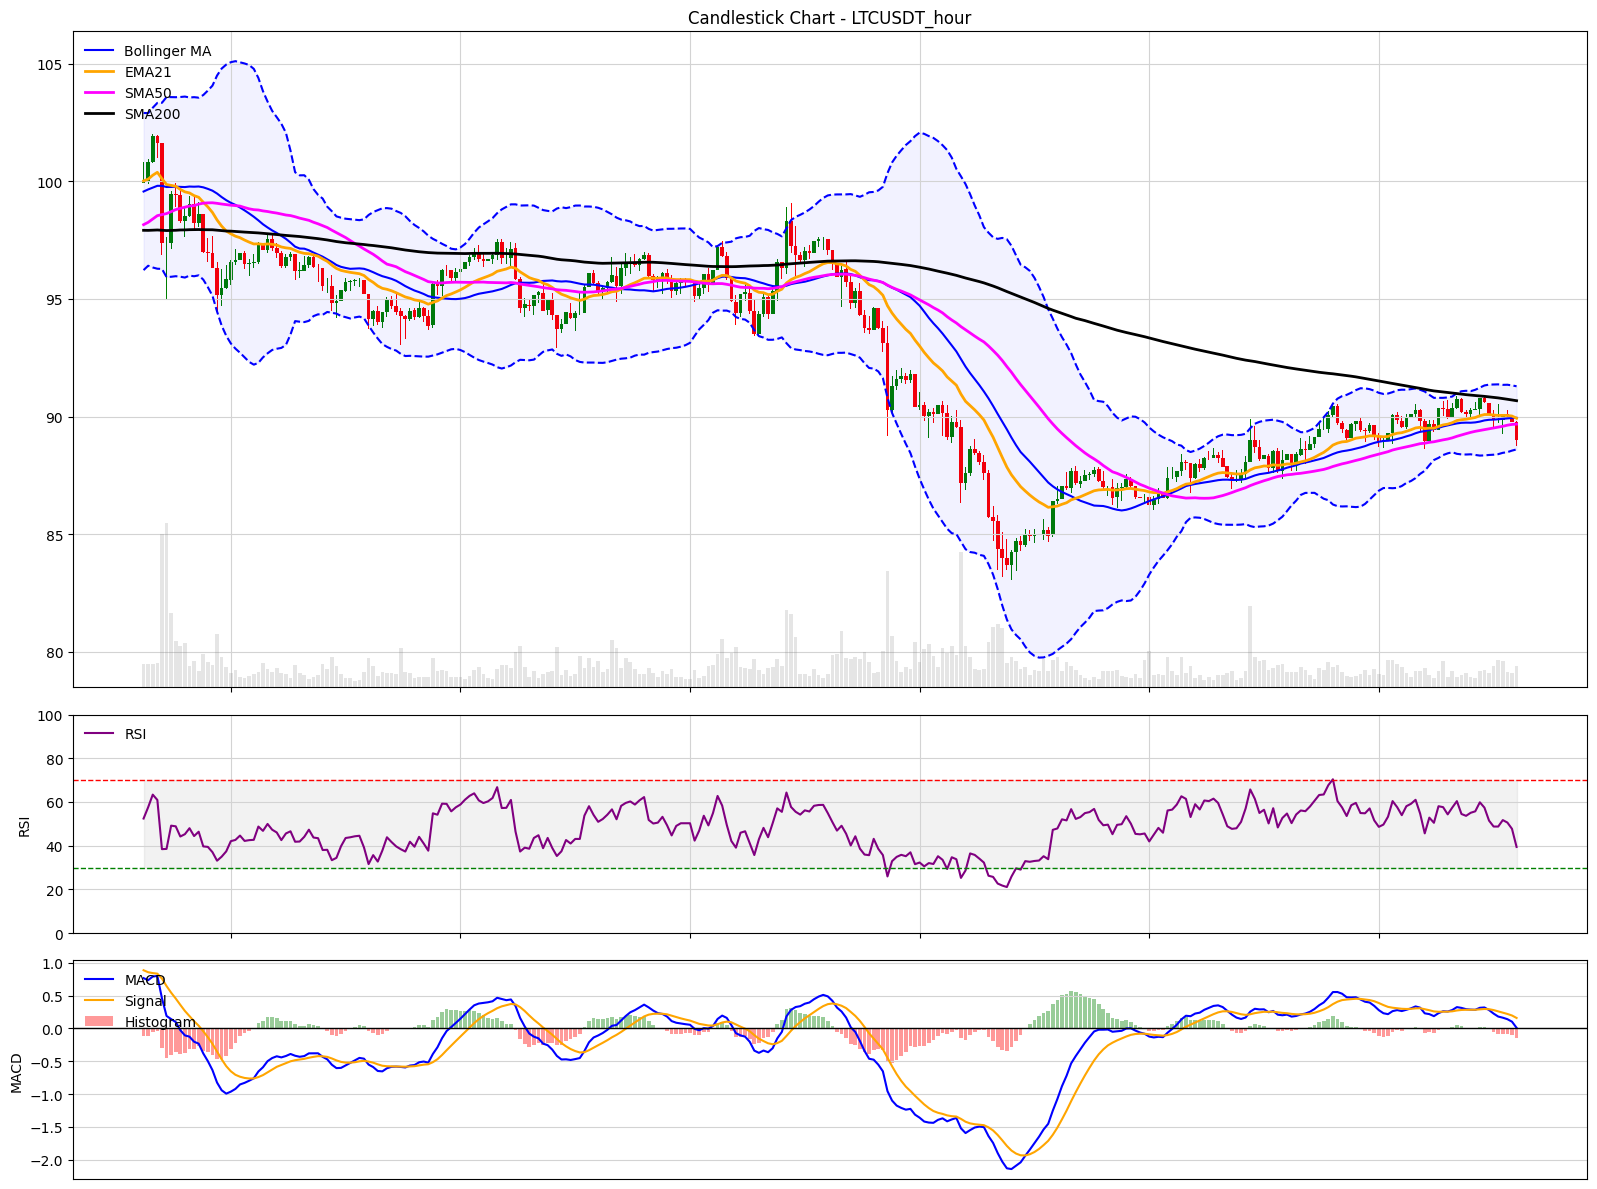 Candlestick Chart - LTCUSDT_hour
Bollinger MA
EMA21
SMA50
SMA200
105
100
95
90
85
80
RSI
RSI
100
80
60
40
20
0
MACD
Signal
Histogram
MACD
1.0
0.5
0.0
−0.5
−1.0
−1.5
−2.0